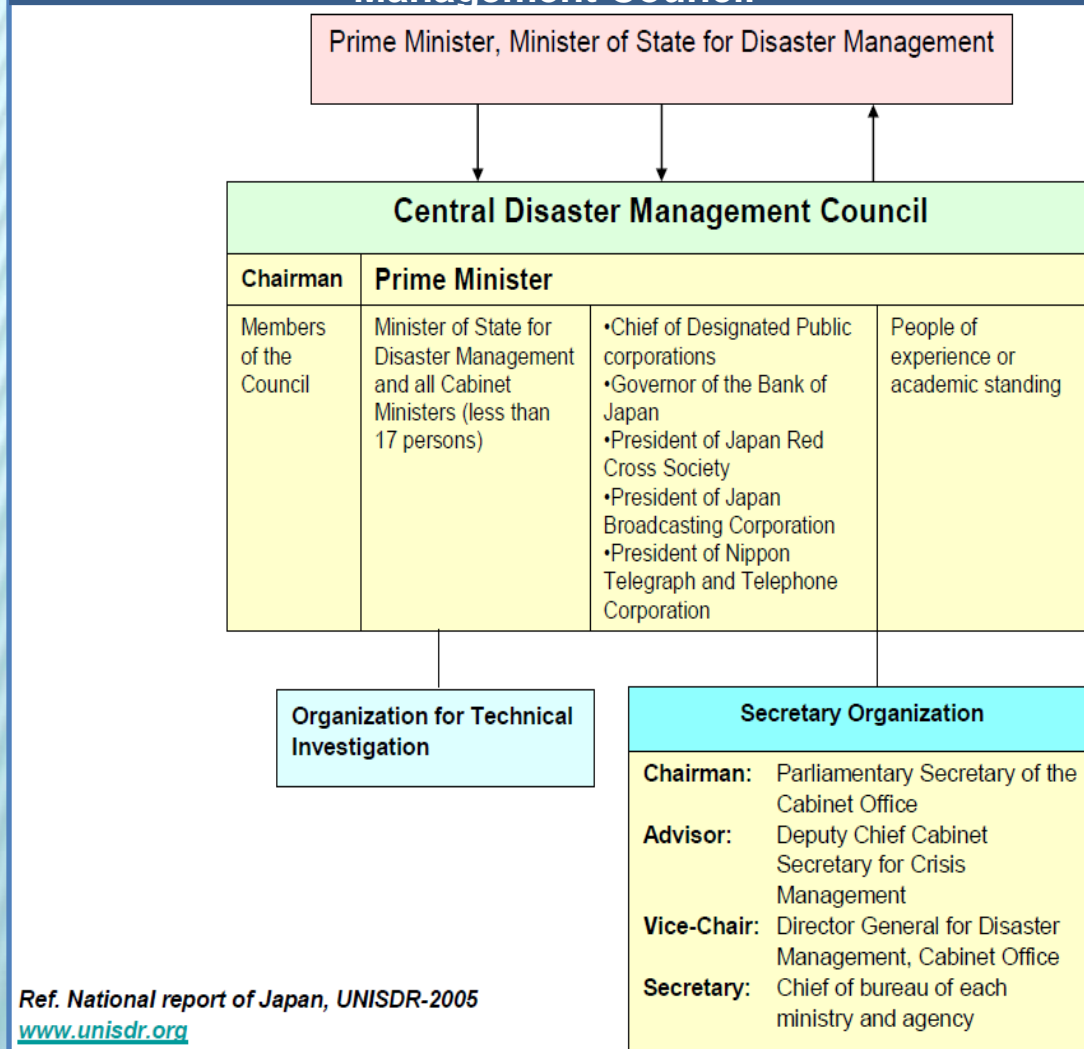 Management Council
Prime Minister, Minister of State for Disaster Management
Central Disaster Management Council
Chairman
Prime Minister
Members
of the
Council
Minister of State for
Disaster Management
and all Cabinet
Ministers (less than
17 persons)
•Chief of Designated Public
corporations
•Governor of the Bank of
Japan
•President of Japan Red
Cross Society
•President of Japan
Broadcasting Corporation
•President of Nippon
Telegraph and Telephone
Corporation
People of
experience or
academic standing
Organization for Technical
Investigation
Secretary Organization
Chairman: Parliamentary Secretary of the
Cabinet Office
Advisor: Deputy Chief Cabinet
Secretary for Crisis
Management
Vice-Chair: Director General for Disaster
Management, Cabinet Office
Secretary: Chief of bureau of each
ministry and agency
Ref. National report of Japan, UNISDR-2005
www.unisdr.org